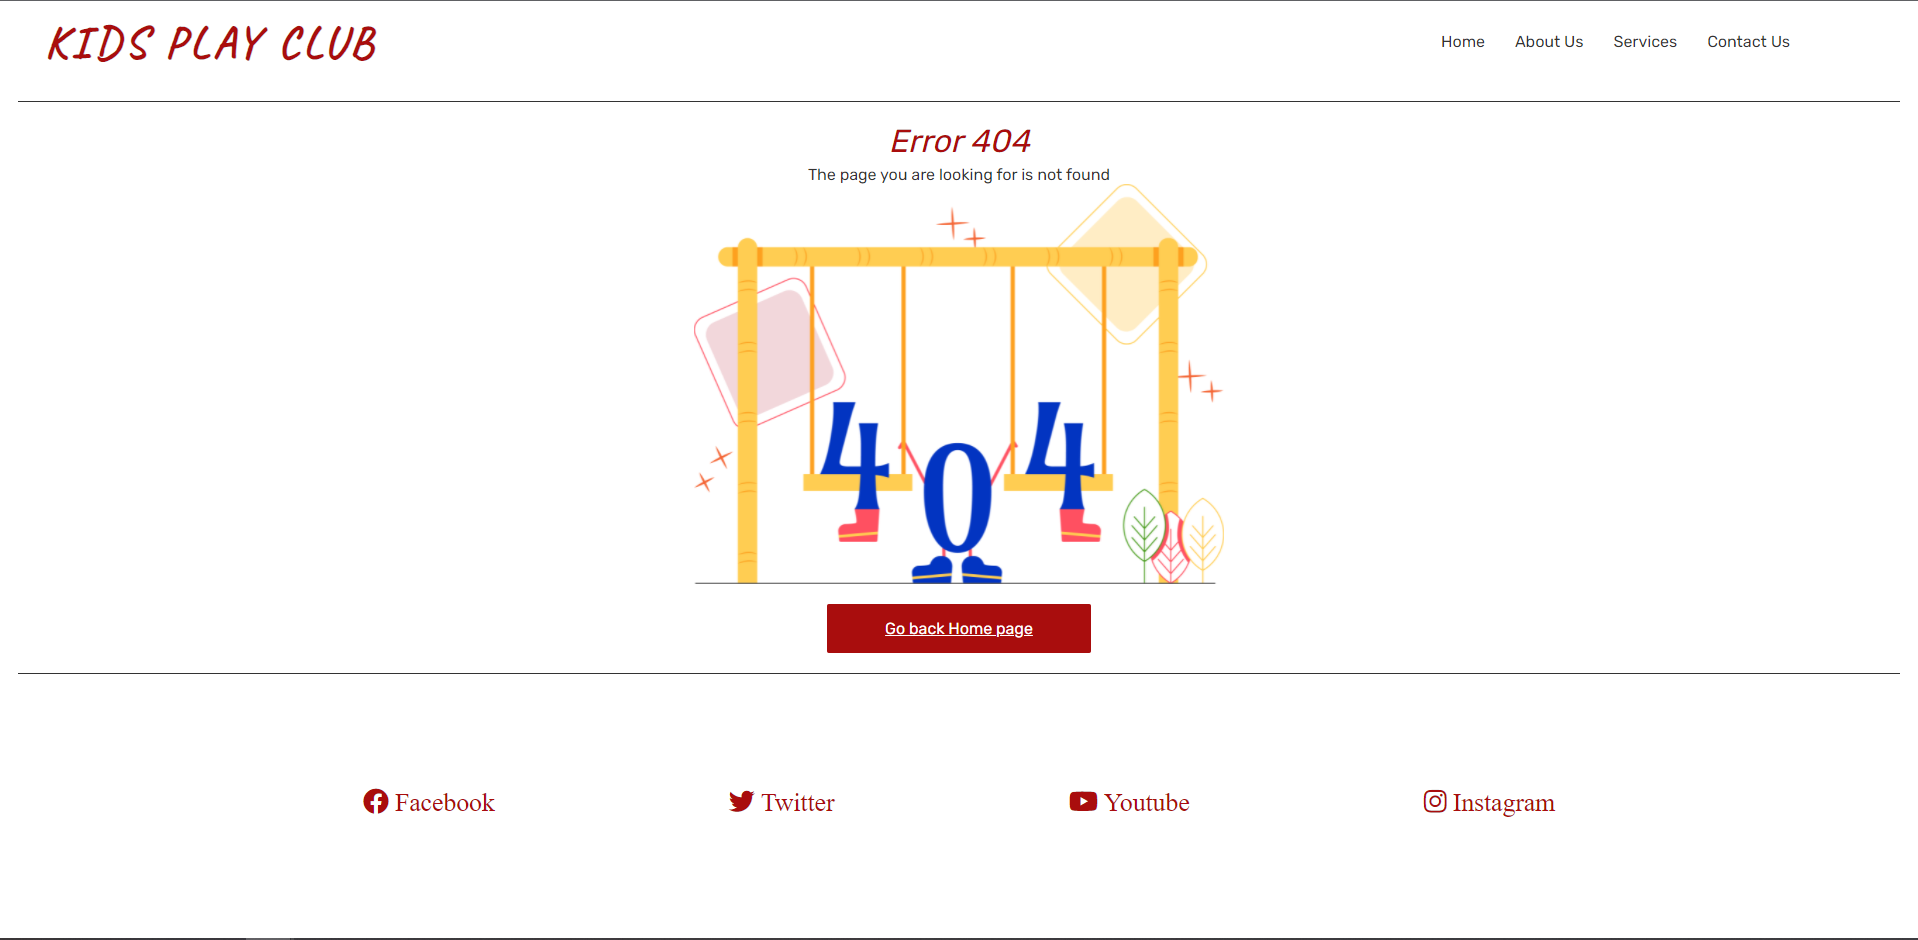 KIDS PLAY CLUB
Home About Us Services Contact Us
Error 404
The page you are looking for is not found
404
Go back Home page
Facebook Twitter Youtube Instagram